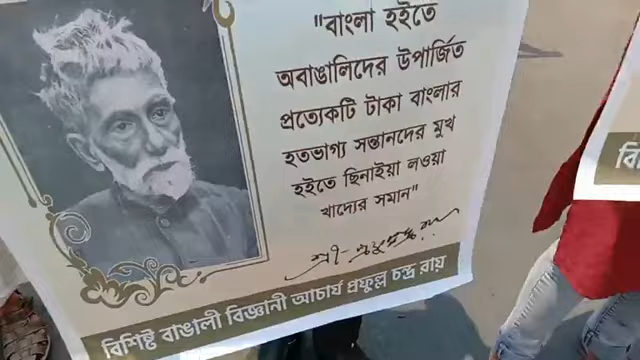 "বাংলা হইতে
অবাঙালিদের উপার্জিত
প্রত্যেকটি টাকা বাংলার
হতভাগ্য সন্তানদের মুখ
হইতে ছিনাইয়া লওয়া
খাদ্যের সমান"
বিশিষ্ট বাঙালী বিজ্ঞানী আচার্য প্রফুল্ল চন্দ্র রায়